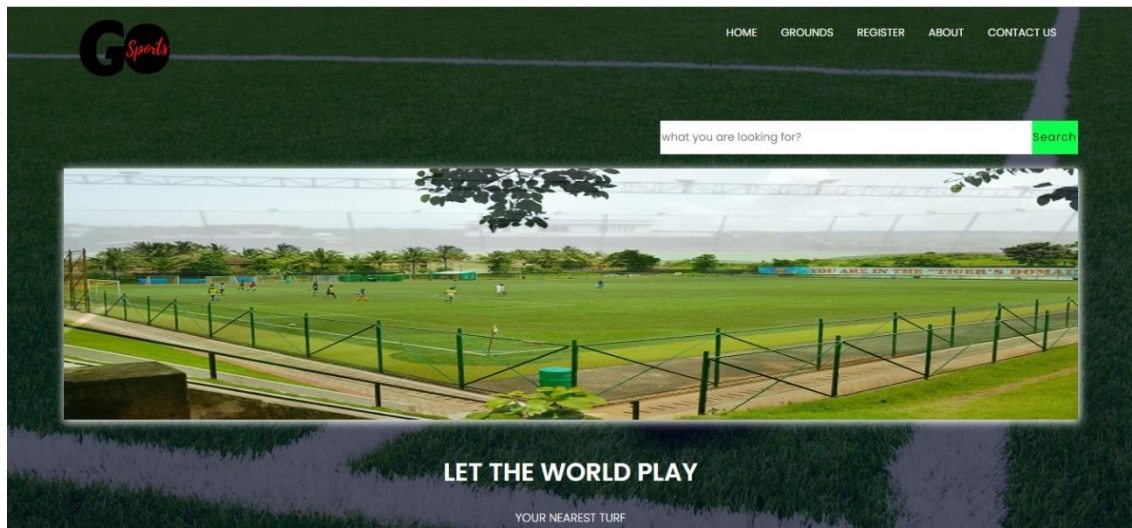 GO
Sports
HOME GROUNDS REGISTER ABOUT CONTACT US
what you are looking for?
Search
YOU ARE IN THE "TIGER'S DOMAI
LET THE WORLD PLAY
YOUR NEAREST TURF